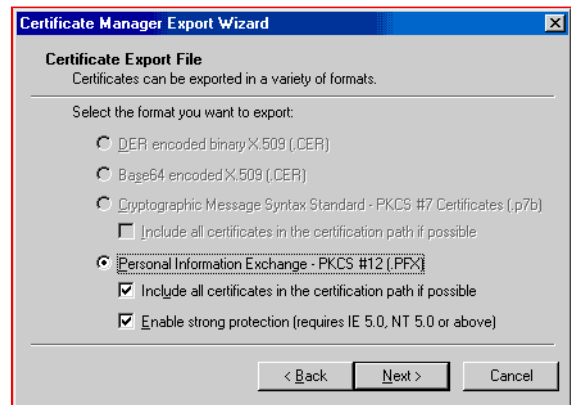 Certificate Manager Export Wizard
Certificate Export File
Certificates can be exported in a variety of formats.
Select the format you want to export:
DER encoded binary X.509 (.CER)
Base64 encoded X.509 (.CER)
Cryptographic Message Syntax Standard - PKCS #7 Certificates (.p7b)
Include all certificates in the certification path if possible
Personal Information Exchange - PKCS #12 (.PFX)
Include all certificates in the certification path if possible
Enable strong protection (requires IE 5.0, NT 5.0 or above)
< Back Next > Cancel